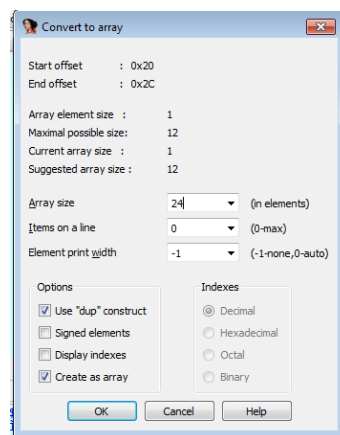 Convert to array
Start offset : 0x20
End offset : 0x2C
Array element size : 1
Maximal possible size: 12
Current array size : 1
Suggested array size : 12
Array size 24 (in elements)
Items on a line 0 (0-max)
Element print width -1 (-1-none,0-auto)
Options Indexes
Use "dup" construct Decimal
Signed elements Hexadecimal
Display indexes Octal
Create as array Binary
OK Cancel Help